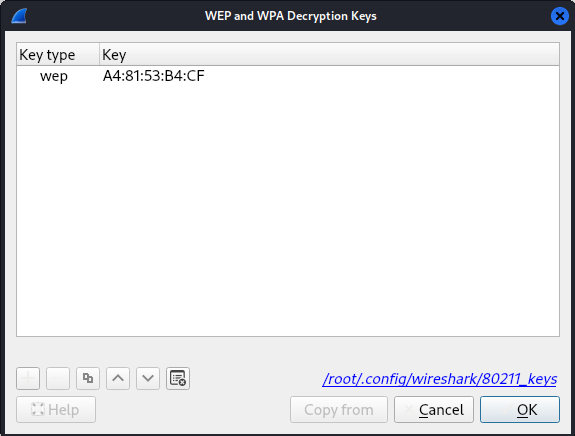 WEP and WPA Decryption Keys
Key type Key
wep A4:81:53:B4:CF
/root/.config/wireshark/80211_keys
Help Copy from Cancel OK